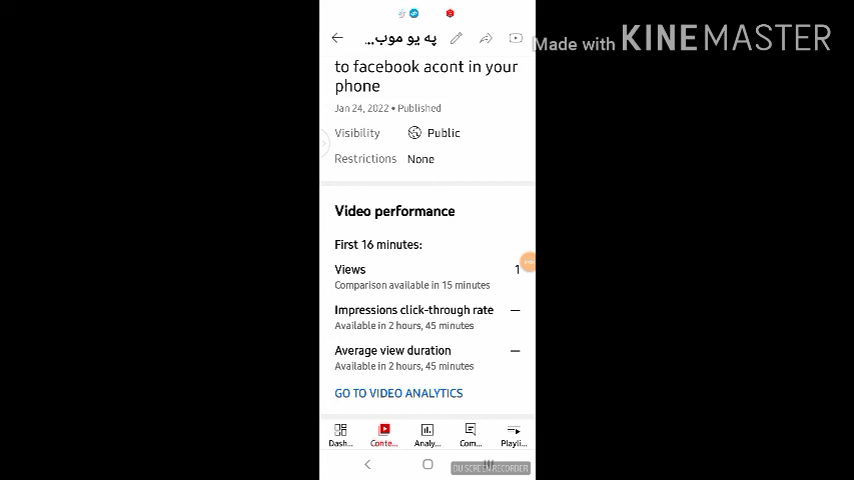 په یو موب...
Made with KINEMASTER
to facebook acont in your
phone
Jan 24, 2022 • Published
Visibility Public
Restrictions None
Video performance
First 16 minutes:
Views 1
Comparison available in 15 minutes
Impressions click-through rate —
Available in 2 hours, 45 minutes
Average view duration —
Available in 2 hours, 45 minutes
GO TO VIDEO ANALYTICS
Dash... Conte... Analy... Com... Playli...
DU SCREEN RECORDER